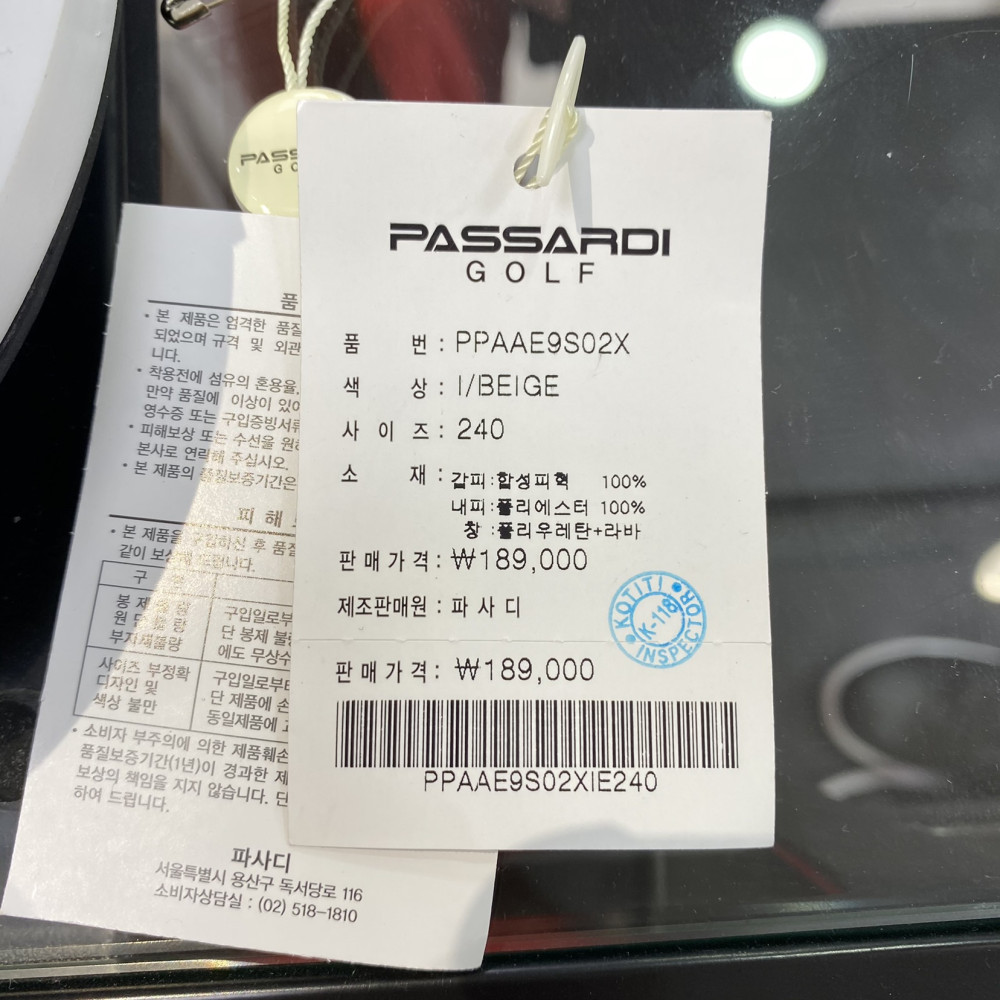 PASSARDI
GOLF
품 번 : PPAAE9S02X
색 상 : I/BEIGE
사 이 즈 : 240
소 재 : 갑피:합성피혁 100%
내피:폴리에스터 100%
창 :폴리우레탄+라바
판매가격: ₩189,000
제조판매원 : 파사디
KOTITI
K-118
INSPECTOR
판매가격: ₩189,000
PPAAE9S02XIE240
PASS
GO
품
• 본 제품은 엄격한 품질
되었으며 규격 및 외관
니다.
• 착용전에 섬유의 혼용율,
만약 품질에 이상이 있어
영수증 또는 구입증빙서류
• 피해보상 또는 수선을 원하
본사로 연락해 주십시오.
• 본 제품의 품질보증기간은
피 해
• 본 제품을 구입하신 후 품질
같이 보상해 드립니다.
구 분
봉 제 불 량
원 단 불 량
부자재불량
구입일로부
단 봉제 불량
에도 무상수
사이즈 부정확
디자인 및
색상 불만
구입일로부터
단 제품에 손
동일제품에 고
• 소비자 부주의에 의한 제품훼손
품질보증기간(1년)이 경과한 제
보상의 책임을 지지 않습니다. 단
하여 드립니다.
파사디
서울특별시 용산구 독서당로 116
소비자상담실 : (02) 518-1810